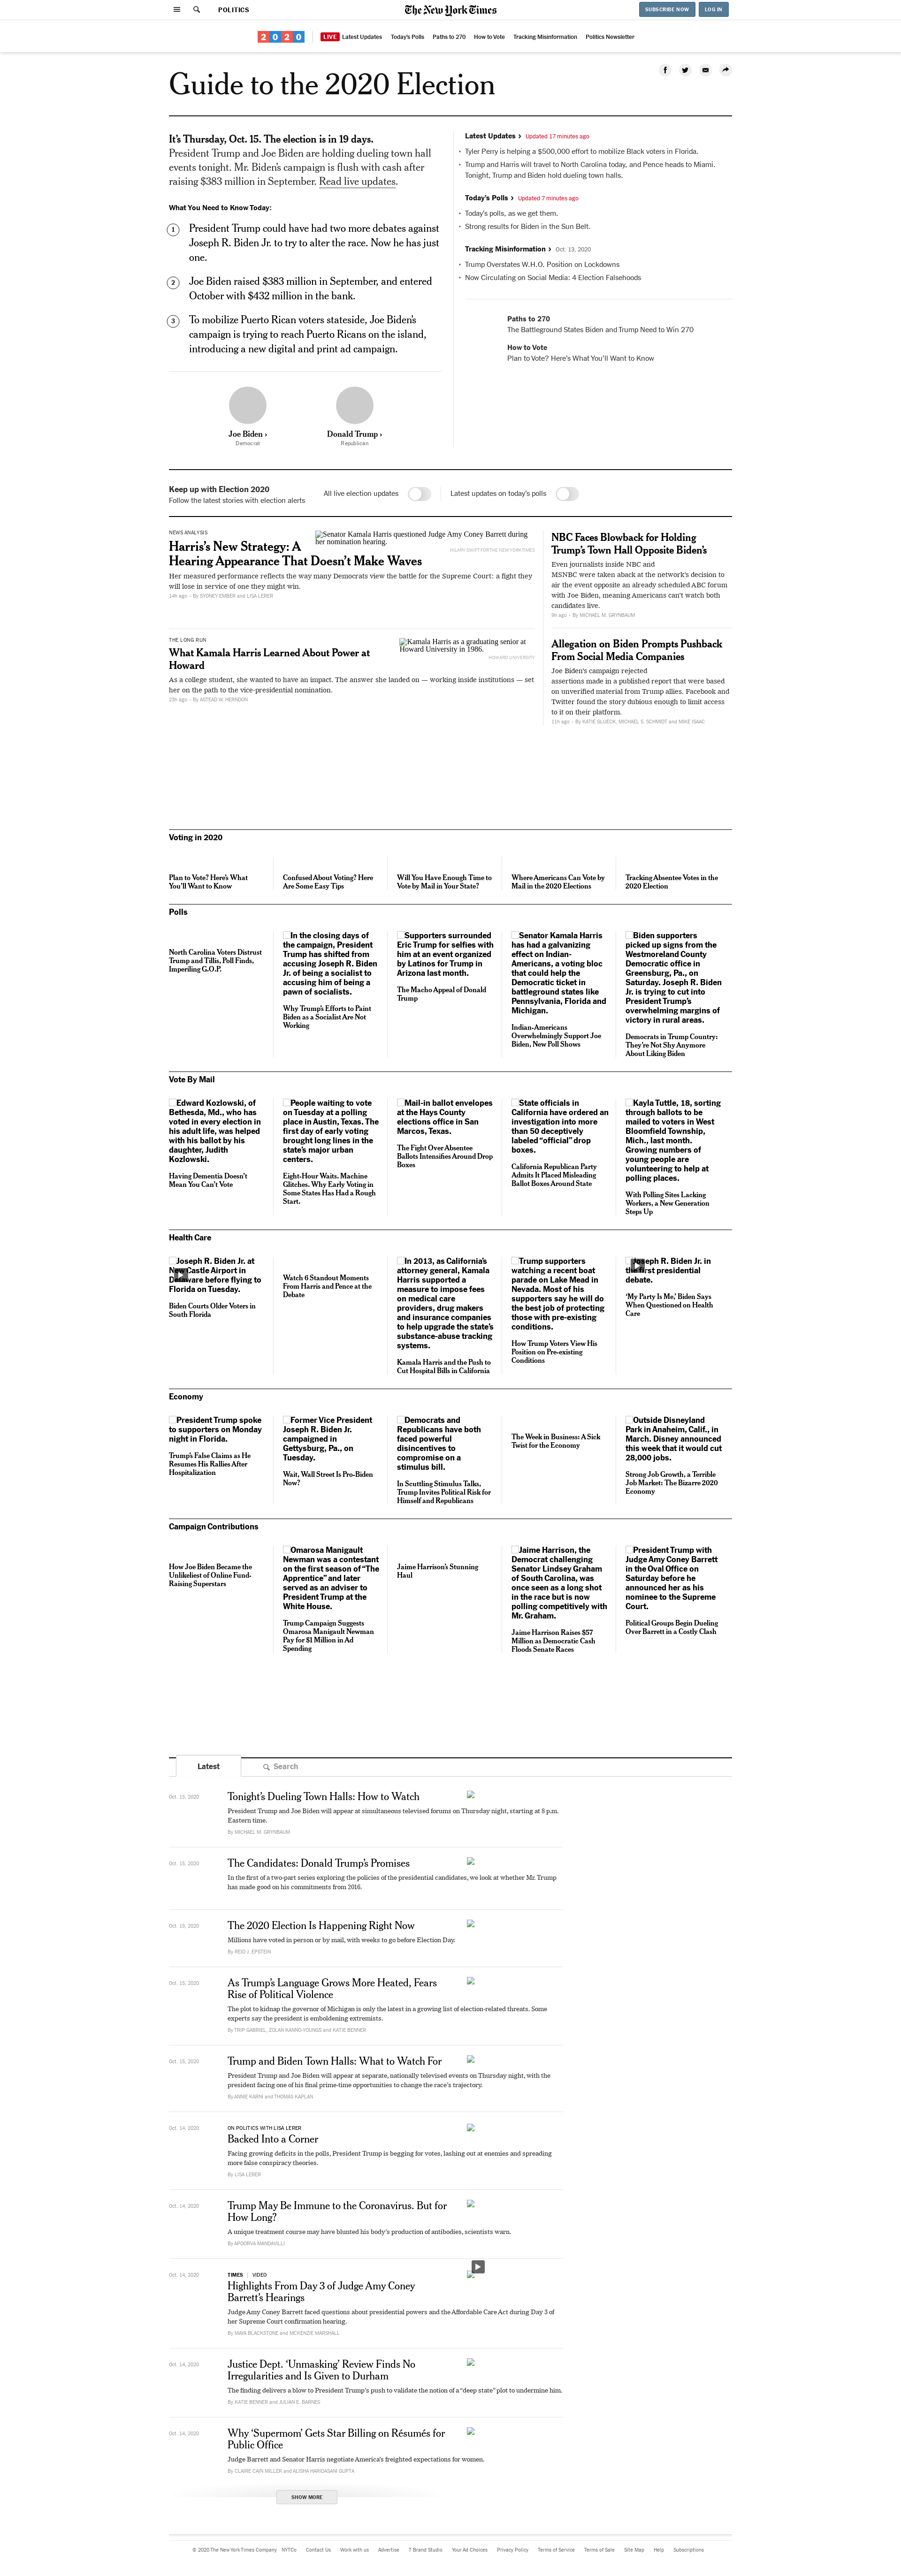 POLITICS
The New York Times
SUBSCRIBE NOW
LOG IN
2020
LIVE Latest Updates
Today's Polls
Paths to 270
How to Vote
Tracking Misinformation
Politics Newsletter
Guide to the 2020 Election
It's Thursday, Oct. 15. The election is in 19 days.
President Trump and Joe Biden are holding dueling town hall
events tonight. Mr. Biden's campaign is flush with cash after
raising $383 million in September. Read live updates.
What You Need to Know Today:
1
President Trump could have had two more debates against
Joseph R. Biden Jr. to try to alter the race. Now he has just
one.
2
Joe Biden raised $383 million in September, and entered
October with $432 million in the bank.
3
To mobilize Puerto Rican voters stateside, Joe Biden's
campaign is trying to reach Puerto Ricans on the island,
introducing a new digital and print ad campaign.
Joe Biden ›
Democrat
Donald Trump ›
Republican
Latest Updates › Updated 17 minutes ago
• Tyler Perry is helping a $500,000 effort to mobilize Black voters in Florida.
• Trump and Harris will travel to North Carolina today, and Pence heads to Miami.
Tonight, Trump and Biden hold dueling town halls.
Today's Polls › Updated 7 minutes ago
• Today's polls, as we get them.
• Strong results for Biden in the Sun Belt.
Tracking Misinformation › Oct. 13, 2020
• Trump Overstates W.H.O. Position on Lockdowns
• Now Circulating on Social Media: 4 Election Falsehoods
Paths to 270
The Battleground States Biden and Trump Need to Win 270
How to Vote
Plan to Vote? Here's What You'll Want to Know
Keep up with Election 2020
Follow the latest stories with election alerts
All live election updates
Latest updates on today's polls
NEWS ANALYSIS
Harris's New Strategy: A
Hearing Appearance That Doesn't Make Waves
Senator Kamala Harris questioned Judge Amy Coney Barrett during
her nomination hearing.
HILARY SWIFT FOR THE NEW YORK TIMES
Her measured performance reflects the way many Democrats view the battle for the Supreme Court: a fight they
will lose in service of one they might win.
14h ago • By SYDNEY EMBER and LISA LERER
THE LONG RUN
What Kamala Harris Learned About Power at
Howard
Kamala Harris as a graduating senior at
Howard University in 1986.
HOWARD UNIVERSITY
As a college student, she wanted to have an impact. The answer she landed on — working inside institutions — set
her on the path to the vice-presidential nomination.
23h ago • By ASTEAD W. HERNDON
NBC Faces Blowback for Holding
Trump's Town Hall Opposite Biden's
Even journalists inside NBC and
MSNBC were taken aback at the network's decision to
air the event opposite an already scheduled ABC forum
with Joe Biden, meaning Americans can't watch both
candidates live.
9h ago • By MICHAEL M. GRYNBAUM
Allegation on Biden Prompts Pushback
From Social Media Companies
Joe Biden's campaign rejected
assertions made in a published report that were based
on unverified material from Trump allies. Facebook and
Twitter found the story dubious enough to limit access
to it on their platform.
11h ago • By KATIE GLUECK, MICHAEL S. SCHMIDT and MIKE ISAAC
Voting in 2020
Plan to Vote? Here's What
You'll Want to Know
Confused About Voting? Here
Are Some Easy Tips
Will You Have Enough Time to
Vote by Mail in Your State?
Where Americans Can Vote by
Mail in the 2020 Elections
Tracking Absentee Votes in the
2020 Election
Polls
North Carolina Voters Distrust
Trump and Tillis, Poll Finds,
Imperiling G.O.P.
In the closing days of
the campaign, President
Trump has shifted from
accusing Joseph R. Biden
Jr. of being a socialist to
accusing him of being a
pawn of socialists.
Why Trump's Efforts to Paint
Biden as a Socialist Are Not
Working
Supporters surrounded
Eric Trump for selfies with
him at an event organized
by Latinos for Trump in
Arizona last month.
The Macho Appeal of Donald
Trump
Senator Kamala Harris
has had a galvanizing
effect on Indian-
Americans, a voting bloc
that could help the
Democratic ticket in
battleground states like
Pennsylvania, Florida and
Michigan.
Indian-Americans
Overwhelmingly Support Joe
Biden, New Poll Shows
Biden supporters
picked up signs from the
Westmoreland County
Democratic office in
Greensburg, Pa., on
Saturday. Joseph R. Biden
Jr. is trying to cut into
President Trump's
overwhelming margins of
victory in rural areas.
Democrats in Trump Country:
They're Not Shy Anymore
About Liking Biden
Vote By Mail
Edward Kozlowski, of
Bethesda, Md., who has
voted in every election in
his adult life, was helped
with his ballot by his
daughter, Judith
Kozlowski.
Having Dementia Doesn't
Mean You Can't Vote
People waiting to vote
on Tuesday at a polling
place in Austin, Texas. The
first day of early voting
brought long lines in the
state's major urban
centers.
Eight-Hour Waits. Machine
Glitches. Why Early Voting in
Some States Has Had a Rough
Start.
Mail-in ballot envelopes
at the Hays County
elections office in San
Marcos, Texas.
The Fight Over Absentee
Ballots Intensifies Around Drop
Boxes
State officials in
California have ordered an
investigation into more
than 50 deceptively
labeled "official" drop
boxes.
California Republican Party
Admits It Placed Misleading
Ballot Boxes Around State
Kayla Tuttle, 18, sorting
through ballots to be
mailed to voters in West
Bloomfield Township,
Mich., last month.
Growing numbers of
young people are
volunteering to help at
polling places.
With Polling Sites Lacking
Workers, a New Generation
Steps Up
Health Care
Joseph R. Biden Jr. at
New Castle Airport in
Delaware before flying to
Florida on Tuesday.
Biden Courts Older Voters in
South Florida
Watch 6 Standout Moments
From Harris and Pence at the
Debate
In 2013, as California's
attorney general, Kamala
Harris supported a
measure to impose fees
on medical care
providers, drug makers
and insurance companies
to help upgrade the state's
substance-abuse tracking
systems.
Kamala Harris and the Push to
Cut Hospital Bills in California
Trump supporters
watching a recent boat
parade on Lake Mead in
Nevada. Most of his
supporters say he will do
the best job of protecting
those with pre-existing
conditions.
How Trump Voters View His
Position on Pre-existing
Conditions
Joseph R. Biden Jr. in
first presidential
debate.
'My Party Is Me,' Biden Says
When Questioned on Health
Care
Economy
President Trump spoke
to supporters on Monday
night in Florida.
Trump's False Claims as He
Resumes His Rallies After
Hospitalization
Former Vice President
Joseph R. Biden Jr.
campaigned in
Gettysburg, Pa., on
Tuesday.
Wait, Wall Street Is Pro-Biden
Now?
Democrats and
Republicans have both
faced powerful
disincentives to
compromise on a
stimulus bill.
In Scuttling Stimulus Talks,
Trump Invites Political Risk for
Himself and Republicans
The Week in Business: A Sick
Twist for the Economy
Outside Disneyland
Park in Anaheim, Calif., in
March. Disney announced
this week that it would cut
28,000 jobs.
Strong Job Growth, a Terrible
Job Market: The Bizarre 2020
Economy
Campaign Contributions
How Joe Biden Became the
Unlikeliest of Online Fund-
Raising Superstars
Omarosa Manigault
Newman was a contestant
on the first season of "The
Apprentice" and later
served as an adviser to
President Trump at the
White House.
Trump Campaign Suggests
Omarosa Manigault Newman
Pay for $1 Million in Ad
Spending
Jaime Harrison's Stunning
Haul
Jaime Harrison, the
Democrat challenging
Senator Lindsey Graham
of South Carolina, was
once seen as a long shot
in the race but is now
polling competitively with
Mr. Graham.
Jaime Harrison Raises $57
Million as Democratic Cash
Floods Senate Races
President Trump with
Judge Amy Coney Barrett
in the Oval Office on
Saturday before he
announced her as his
nominee to the Supreme
Court.
Political Groups Begin Dueling
Over Barrett in a Costly Clash
Latest
Search
Oct. 15, 2020
Tonight's Dueling Town Halls: How to Watch
President Trump and Joe Biden will appear at simultaneous televised forums on Thursday night, starting at 8 p.m.
Eastern time.
By MICHAEL M. GRYNBAUM
Oct. 15, 2020
The Candidates: Donald Trump's Promises
In the first of a two-part series exploring the policies of the presidential candidates, we look at whether Mr. Trump
has made good on his commitments from 2016.
Oct. 15, 2020
The 2020 Election Is Happening Right Now
Millions have voted in person or by mail, with weeks to go before Election Day.
By REID J. EPSTEIN
Oct. 15, 2020
As Trump's Language Grows More Heated, Fears
Rise of Political Violence
The plot to kidnap the governor of Michigan is only the latest in a growing list of election-related threats. Some
experts say the president is emboldening extremists.
By TRIP GABRIEL, ZOLAN KANNO-YOUNGS and KATIE BENNER
Oct. 15, 2020
Trump and Biden Town Halls: What to Watch For
President Trump and Joe Biden will appear at separate, nationally televised events on Thursday night, with the
president facing one of his final prime-time opportunities to change the race's trajectory.
By ANNIE KARNI and THOMAS KAPLAN
Oct. 14, 2020
ON POLITICS WITH LISA LERER
Backed Into a Corner
Facing growing deficits in the polls, President Trump is begging for votes, lashing out at enemies and spreading
more false conspiracy theories.
By LISA LERER
Oct. 14, 2020
Trump May Be Immune to the Coronavirus. But for
How Long?
A unique treatment course may have blunted his body's production of antibodies, scientists warn.
By APOORVA MANDAVILLI
Oct. 14, 2020
TIMES | VIDEO
Highlights From Day 3 of Judge Amy Coney
Barrett's Hearings
Judge Amy Coney Barrett faced questions about presidential powers and the Affordable Care Act during Day 3 of
her Supreme Court confirmation hearing.
By MAYA BLACKSTONE and MCKENZIE MARSHALL
Oct. 14, 2020
Justice Dept. 'Unmasking' Review Finds No
Irregularities and Is Given to Durham
The finding delivers a blow to President Trump's push to validate the notion of a "deep state" plot to undermine him.
By KATIE BENNER and JULIAN E. BARNES
Oct. 14, 2020
Why 'Supermom' Gets Star Billing on Résumés for
Public Office
Judge Barrett and Senator Harris negotiate America's freighted expectations for women.
By CLAIRE CAIN MILLER and ALISHA HARIDASANI GUPTA
SHOW MORE
© 2020 The New York Times Company
NYTCo
Contact Us
Work with us
Advertise
T Brand Studio
Your Ad Choices
Privacy Policy
Terms of Service
Terms of Sale
Site Map
Help
Subscriptions